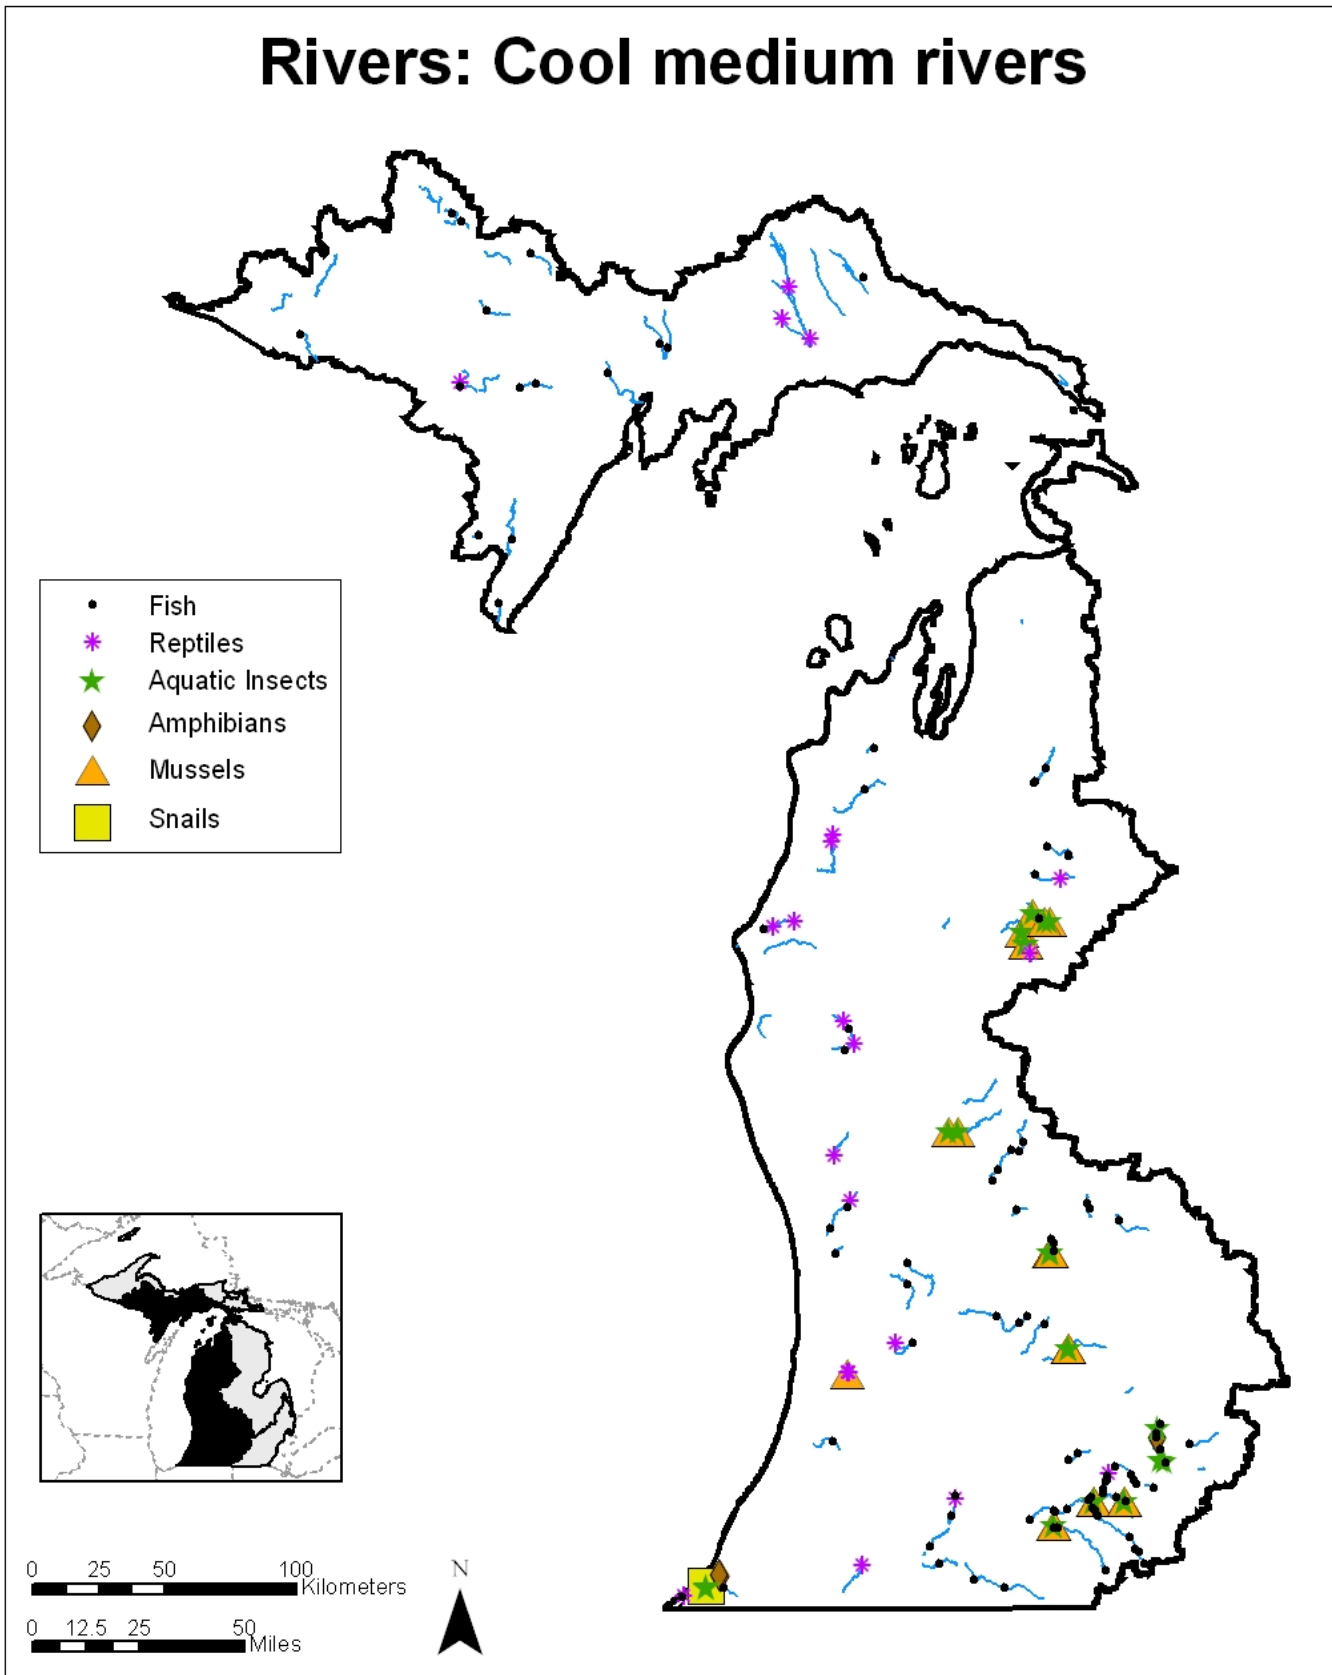 Rivers: Cool medium rivers
Fish
Reptiles
Aquatic Insects
Amphibians
Mussels
Snails
0 25 50 100
Kilometers
0 12.5 25 50
Miles
N